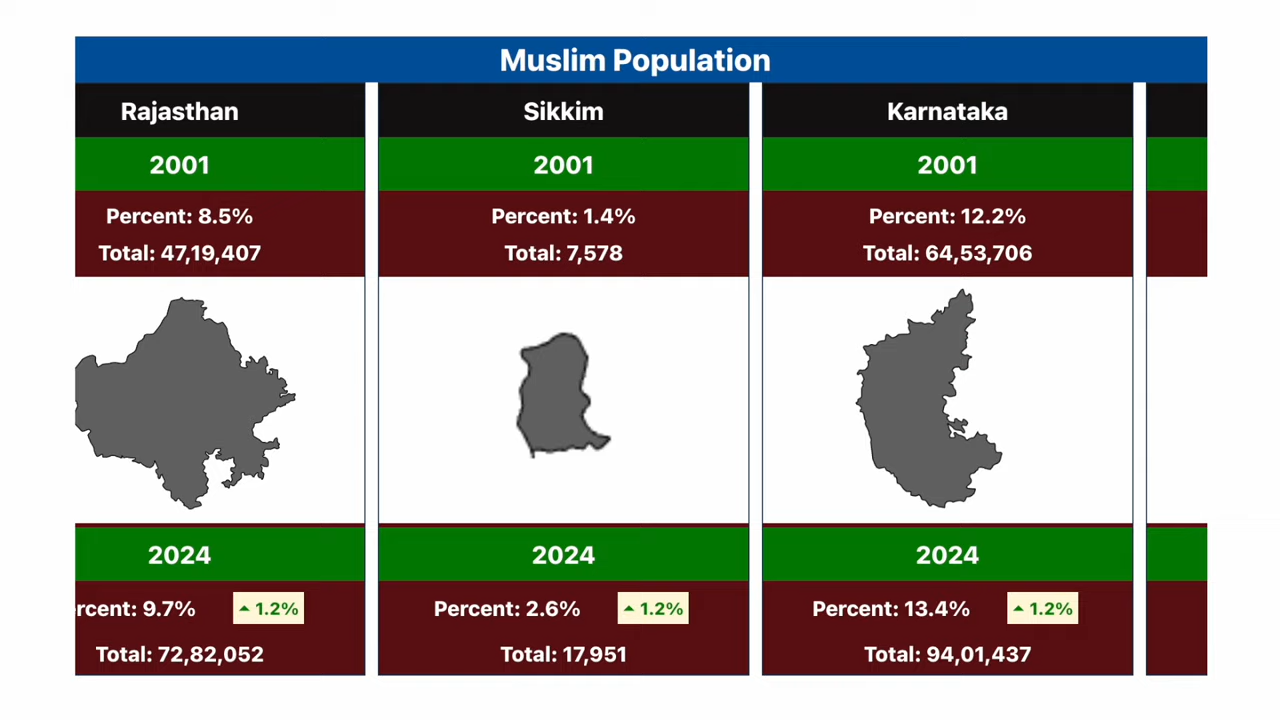 Muslim Population
Rajasthan
2001
Percent: 8.5%
Total: 47,19,407
2024
rcent: 9.7%
1.2%
Total: 72,82,052
Sikkim
2001
Percent: 1.4%
Total: 7,578
2024
Percent: 2.6%
1.2%
Total: 17,951
Karnataka
2001
Percent: 12.2%
Total: 64,53,706
2024
Percent: 13.4%
1.2%
Total: 94,01,437